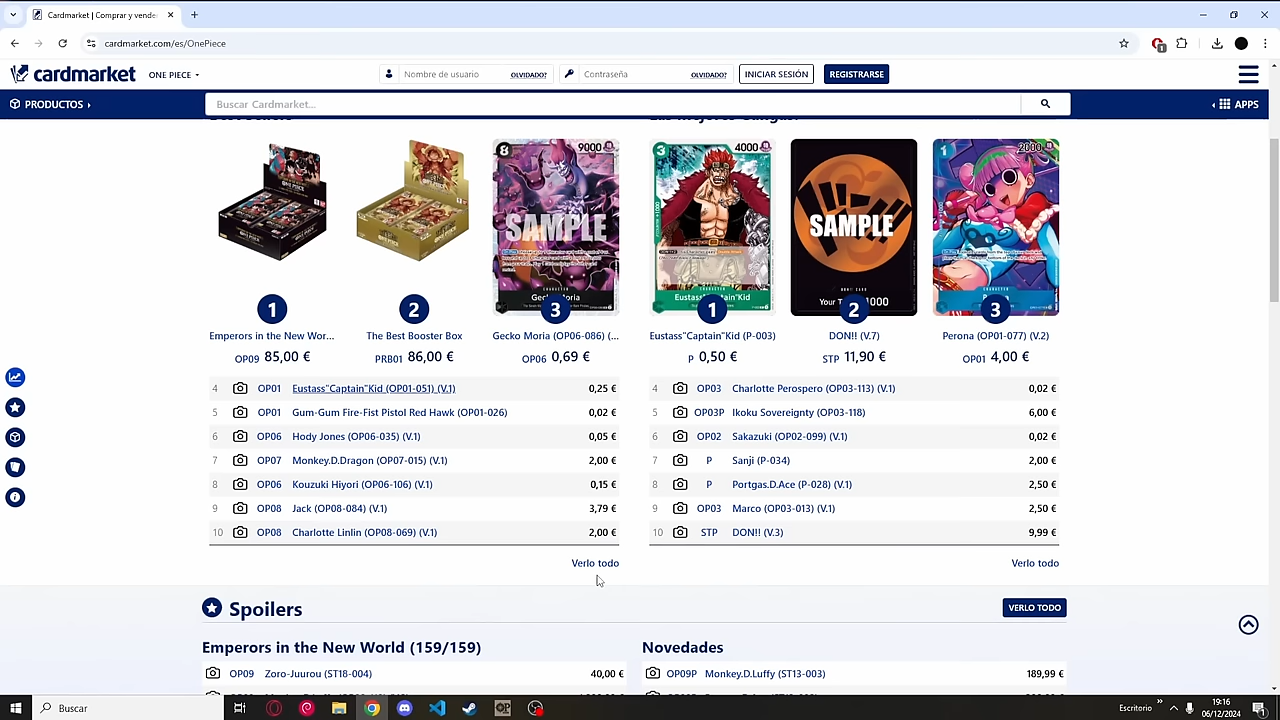 Cardmarket | Comprar y vende
cardmarket.com/es/OnePiece
cardmarket
ONE PIECE
Nombre de usuario
OLVIDADO?
Contraseña
OLVIDADO?
INICIAR SESIÓN
REGISTRARSE
PRODUCTOS
Buscar Cardmarket...
APPS
8
9000
SAMPLE
CHARACTER
3
4000
CHARACTER
Eustass"Captain"Kid
SAMPLE
1
2000
CHARACTER
1
2
3
1
2
3
Emperors in the New Wor...
The Best Booster Box
Gecko Moria (OP06-086) (...
Eustass"Captain"Kid (P-003)
DON!! (V.7)
Perona (OP01-077) (V.2)
OP09 85,00 €
PRB01 86,00 €
OP06 0,69 €
P 0,50 €
STP 11,90 €
OP01 4,00 €
4 OP01 Eustass"Captain"Kid (OP01-051) (V.1) 0,25 €
5 OP01 Gum-Gum Fire-Fist Pistol Red Hawk (OP01-026) 0,02 €
6 OP06 Hody Jones (OP06-035) (V.1) 0,05 €
7 OP07 Monkey.D.Dragon (OP07-015) (V.1) 2,00 €
8 OP06 Kouzuki Hiyori (OP06-106) (V.1) 0,15 €
9 OP08 Jack (OP08-084) (V.1) 3,79 €
10 OP08 Charlotte Linlin (OP08-069) (V.1) 2,00 €
Verlo todo
4 OP03 Charlotte Perospero (OP03-113) (V.1) 0,02 €
5 OP03P Ikoku Sovereignty (OP03-118) 6,00 €
6 OP02 Sakazuki (OP02-099) (V.1) 0,02 €
7 P Sanji (P-034) 2,00 €
8 P Portgas.D.Ace (P-028) (V.1) 2,50 €
9 OP03 Marco (OP03-013) (V.1) 2,50 €
10 STP DON!! (V.3) 9,99 €
Verlo todo
Spoilers
VERLO TODO
Emperors in the New World (159/159)
Novedades
OP09 Zoro-Juurou (ST18-004) 40,00 €
OP09P Monkey.D.Luffy (ST13-003) 189,99 €
Buscar
Escritorio
19:16
06/12/2024